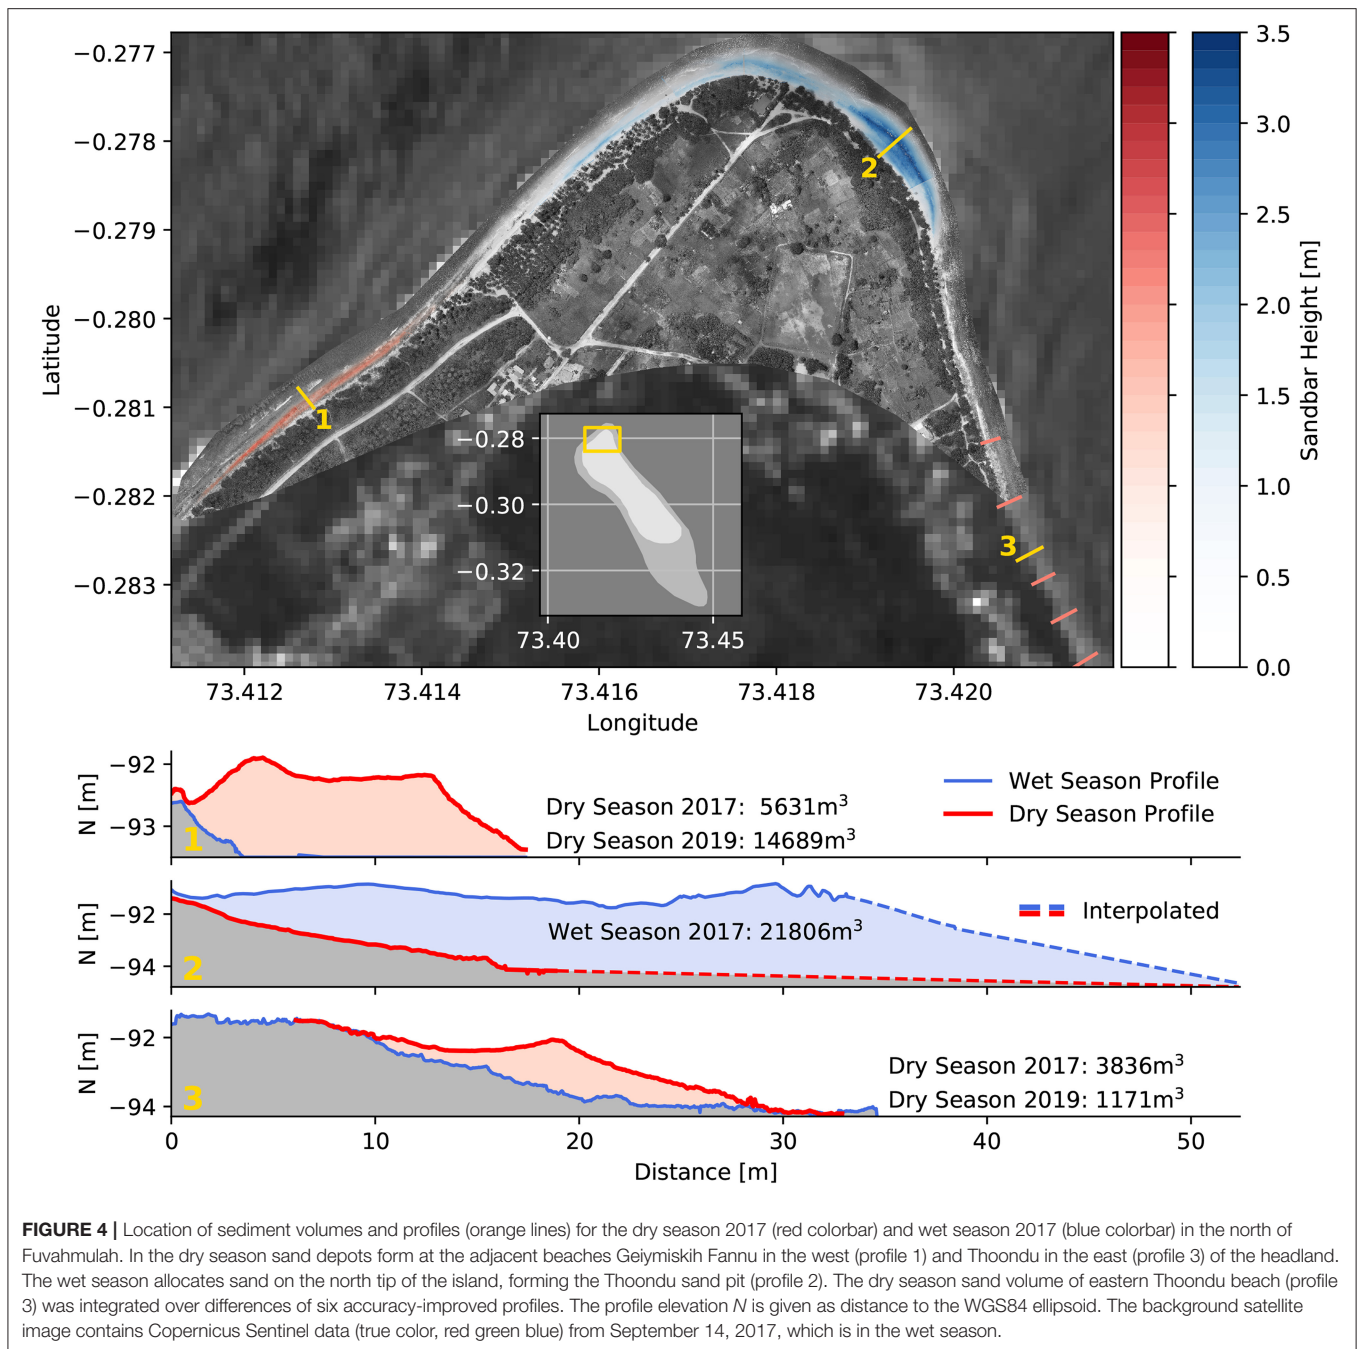 −0.277
−0.278
−0.279
−0.280
−0.281
−0.282
−0.283
Latitude
73.412
73.414
73.416
73.418
73.420
Longitude
1
2
3
−0.28
−0.30
−0.32
73.40
73.45
3.5
3.0
2.5
2.0
1.5
1.0
0.5
0.0
Sandbar Height [m]
−92
−93
N [m]
1
Dry Season 2017: 5631m³
Dry Season 2019: 14689m³
Wet Season Profile
Dry Season Profile
−92
−94
N [m]
2
Wet Season 2017: 21806m³
Interpolated
−92
−94
N [m]
3
Dry Season 2017: 3836m³
Dry Season 2019: 1171m³
0
10
20
30
40
50
Distance [m]
FIGURE 4 | Location of sediment volumes and profiles (orange lines) for the dry season 2017 (red colorbar) and wet season 2017 (blue colorbar) in the north of
Fuvahmulah. In the dry season sand depots form at the adjacent beaches Geiymiskih Fannu in the west (profile 1) and Thoondu in the east (profile 3) of the headland.
The wet season allocates sand on the north tip of the island, forming the Thoondu sand pit (profile 2). The dry season sand volume of eastern Thoondu beach (profile
3) was integrated over differences of six accuracy-improved profiles. The profile elevation N is given as distance to the WGS84 ellipsoid. The background satellite
image contains Copernicus Sentinel data (true color, red green blue) from September 14, 2017, which is in the wet season.